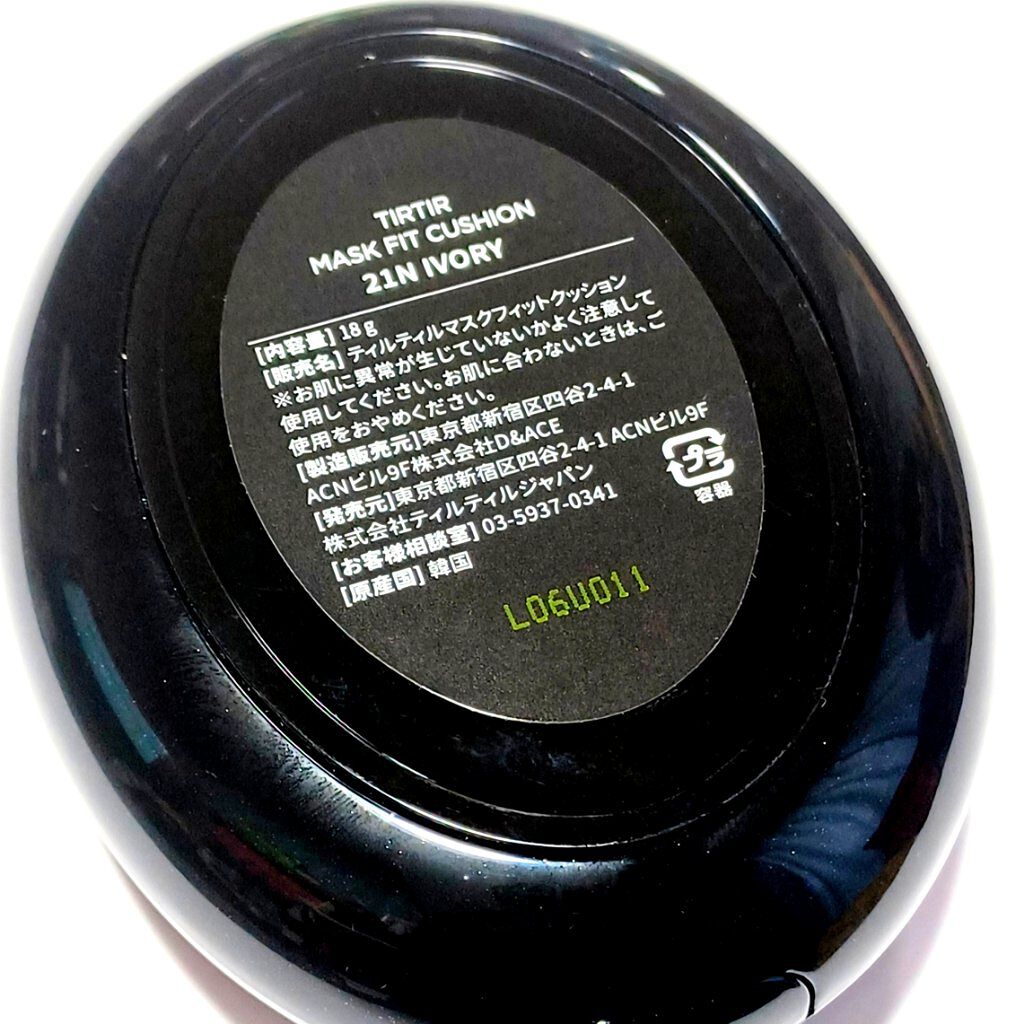 TIRTIR
MASK FIT CUSHION
21N IVORY
[内容量] 18 g
[販売名] ティルティルマスクフィットクッション
※お肌に異常が生じていないかよく注意して
使用してください。お肌に合わないときは、ご
使用をおやめください。
[製造販売元]東京都新宿区四谷2-4-1
ACNビル9F株式会社D&ACE
[発売元]東京都新宿区四谷2-4-1 ACNビル9F
株式会社ティルティルジャパン
[お客様相談室] 03-5937-0341
[原産国] 韓国
プラ
容器
L06U011